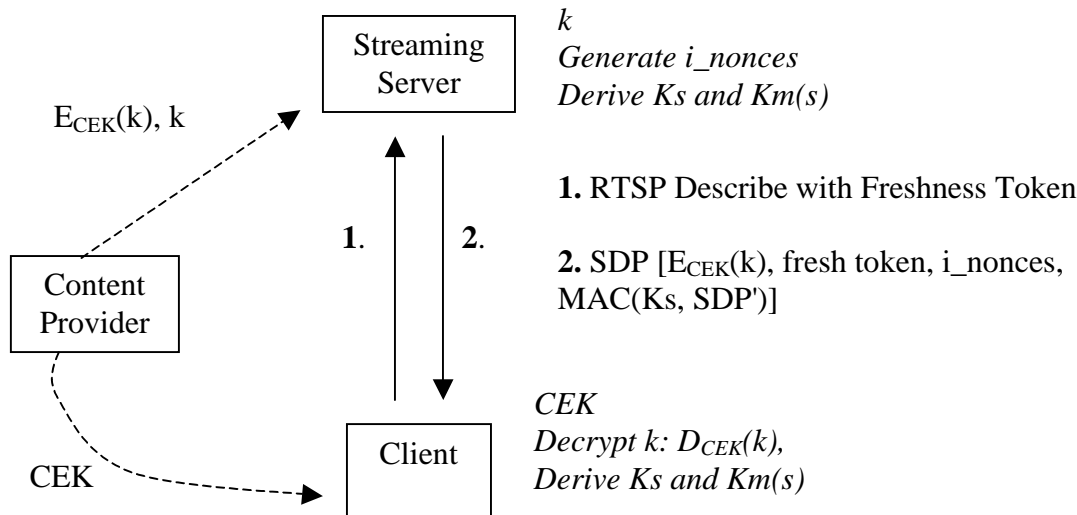 Streaming
Server
k
Generate i_nonces
Derive Ks and Km(s)
E_CEK(k), k
1. RTSP Describe with Freshness Token
1.
2.
2. SDP [E_CEK(k), fresh token, i_nonces,
MAC(Ks, SDP')]
Content
Provider
CEK
Client
CEK
Decrypt k: D_CEK(k),
Derive Ks and Km(s)